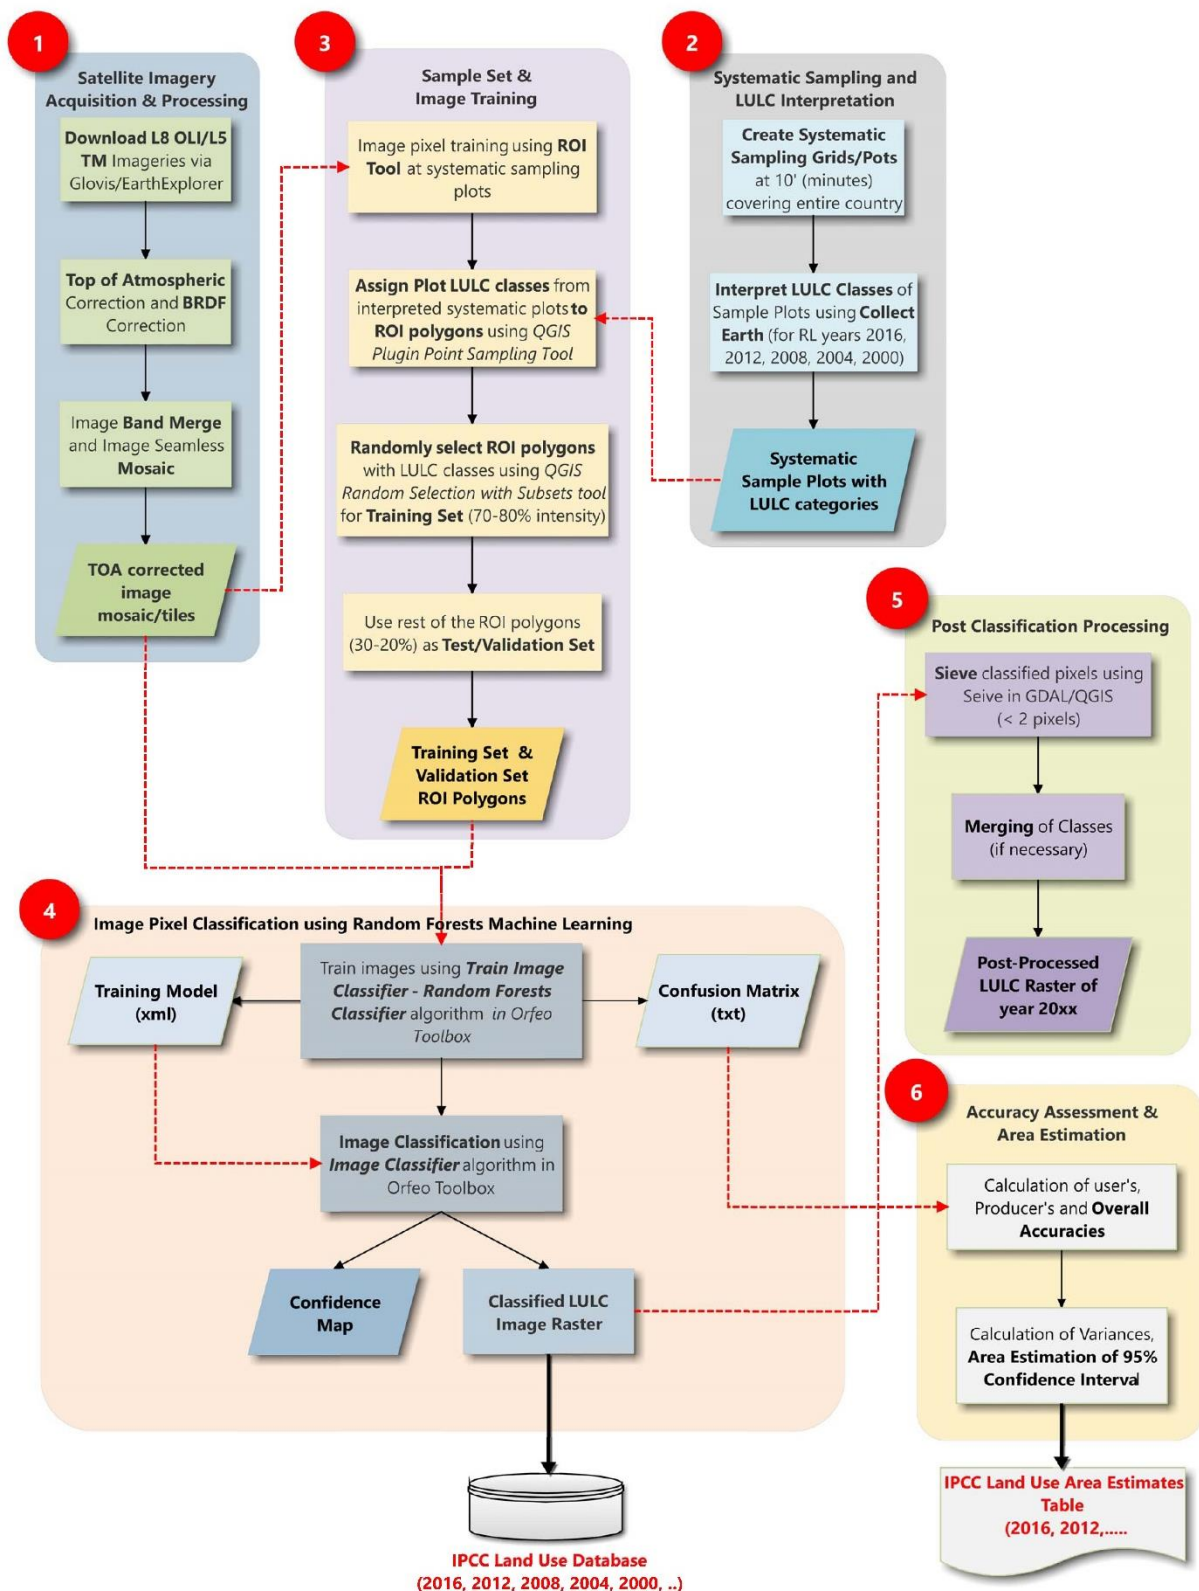 1
Satellite Imagery
Acquisition & Processing
Download L8 OLI/L5
TM Imageries via
Glovis/EarthExplorer
Top of Atmospheric
Correction and BRDF
Correction
Image Band Merge
and Image Seamless
Mosaic
TOA corrected
image
mosaic/tiles
3
Sample Set &
Image Training
Image pixel training using ROI
Tool at systematic sampling
plots
Assign Plot LULC classes from
interpreted systematic plots to
ROI polygons using QGIS
Plugin Point Sampling Tool
Randomly select ROI polygons
with LULC classes using QGIS
Random Selection with Subsets tool
for Training Set (70-80% intensity)
Use rest of the ROI polygons
(30-20%) as Test/Validation Set
Training Set &
Validation Set
ROI Polygons
2
Systematic Sampling and
LULC Interpretation
Create Systematic
Sampling Grids/Pots
at 10' (minutes)
covering entire country
Interpret LULC Classes of
Sample Plots using Collect
Earth (for RL years 2016,
2012, 2008, 2004, 2000)
Systematic
Sample Plots with
LULC categories
4
Image Pixel Classification using Random Forests Machine Learning
Training Model
(xml)
Train images using Train Image
Classifier - Random Forests
Classifier algorithm in Orfeo
Toolbox
Confusion Matrix
(txt)
Image Classification using
Image Classifier algorithm in
Orfeo Toolbox
Confidence
Map
Classified LULC
Image Raster
IPCC Land Use Database
(2016, 2012, 2008, 2004, 2000, ..)
5
Post Classification Processing
Sieve classified pixels using
Seive in GDAL/QGIS
(< 2 pixels)
Merging of Classes
(if necessary)
Post-Processed
LULC Raster of
year 20xx
6
Accuracy Assessment &
Area Estimation
Calculation of user's,
Producer's and Overall
Accuracies
Calculation of Variances,
Area Estimation of 95%
Confidence Interval
IPCC Land Use Area Estimates
Table
(2016, 2012,.....